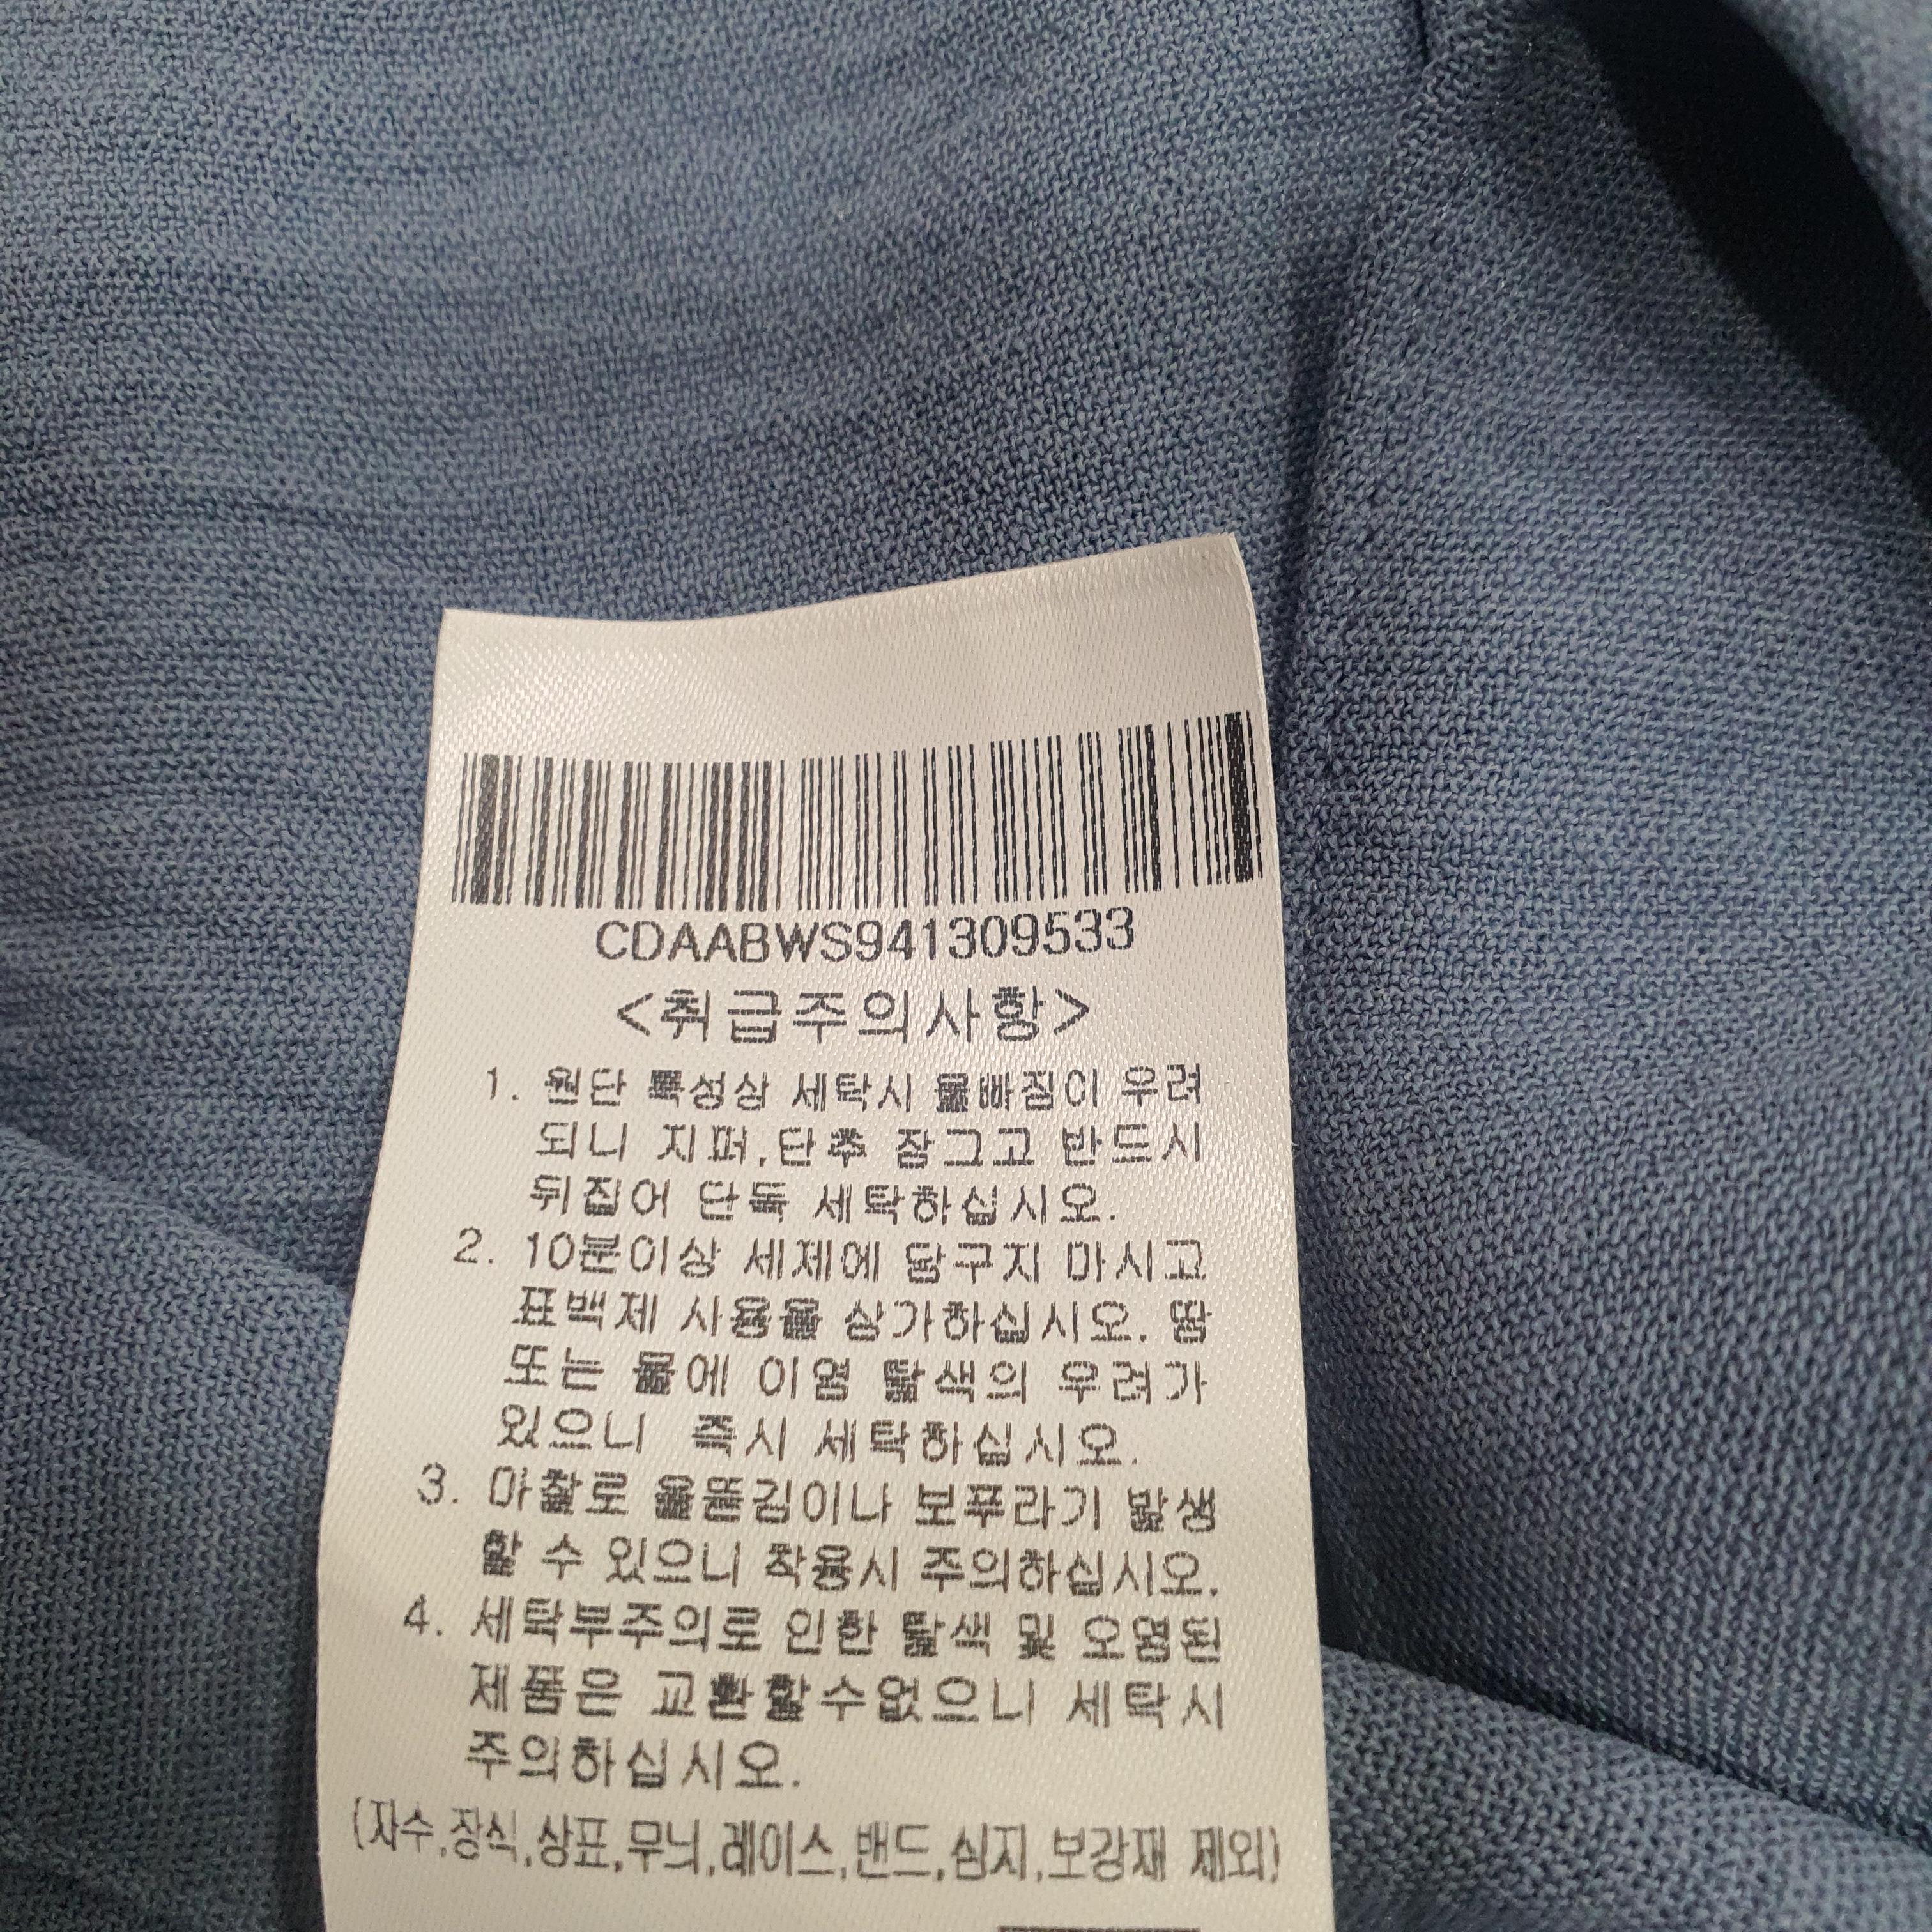 CDAABWS941309533
<취급주의사항>
1. 원단 특성상 세탁시 물빠짐이 우려
되니 지퍼,단추 잠그고 반드시
뒤집어 단독 세탁하십시오.
2. 10분이상 세제에 담구지 마시고
표백제 사용을 삼가하십시오. 땀
또는 물에 이염 탈색의 우려가
있으니 즉시 세탁하십시오.
3. 마찰로 올뜯김이나 보푸라기 발생
할 수 있으니 착용시 주의하십시오.
4. 세탁부주의로 인한 탈색 및 오염된
제품은 교환할수없으니 세탁시
주의하십시오.
(자수,장식,상표,무늬,레이스,밴드,심지,보강재 제외)